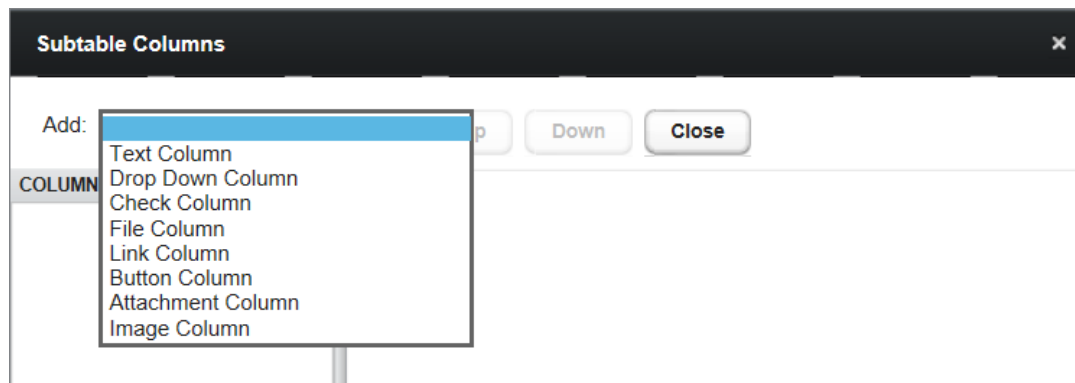 Subtable Columns ×
Add: p Down Close
Text Column
Drop Down Column
COLUMN
Check Column
File Column
Link Column
Button Column
Attachment Column
Image Column